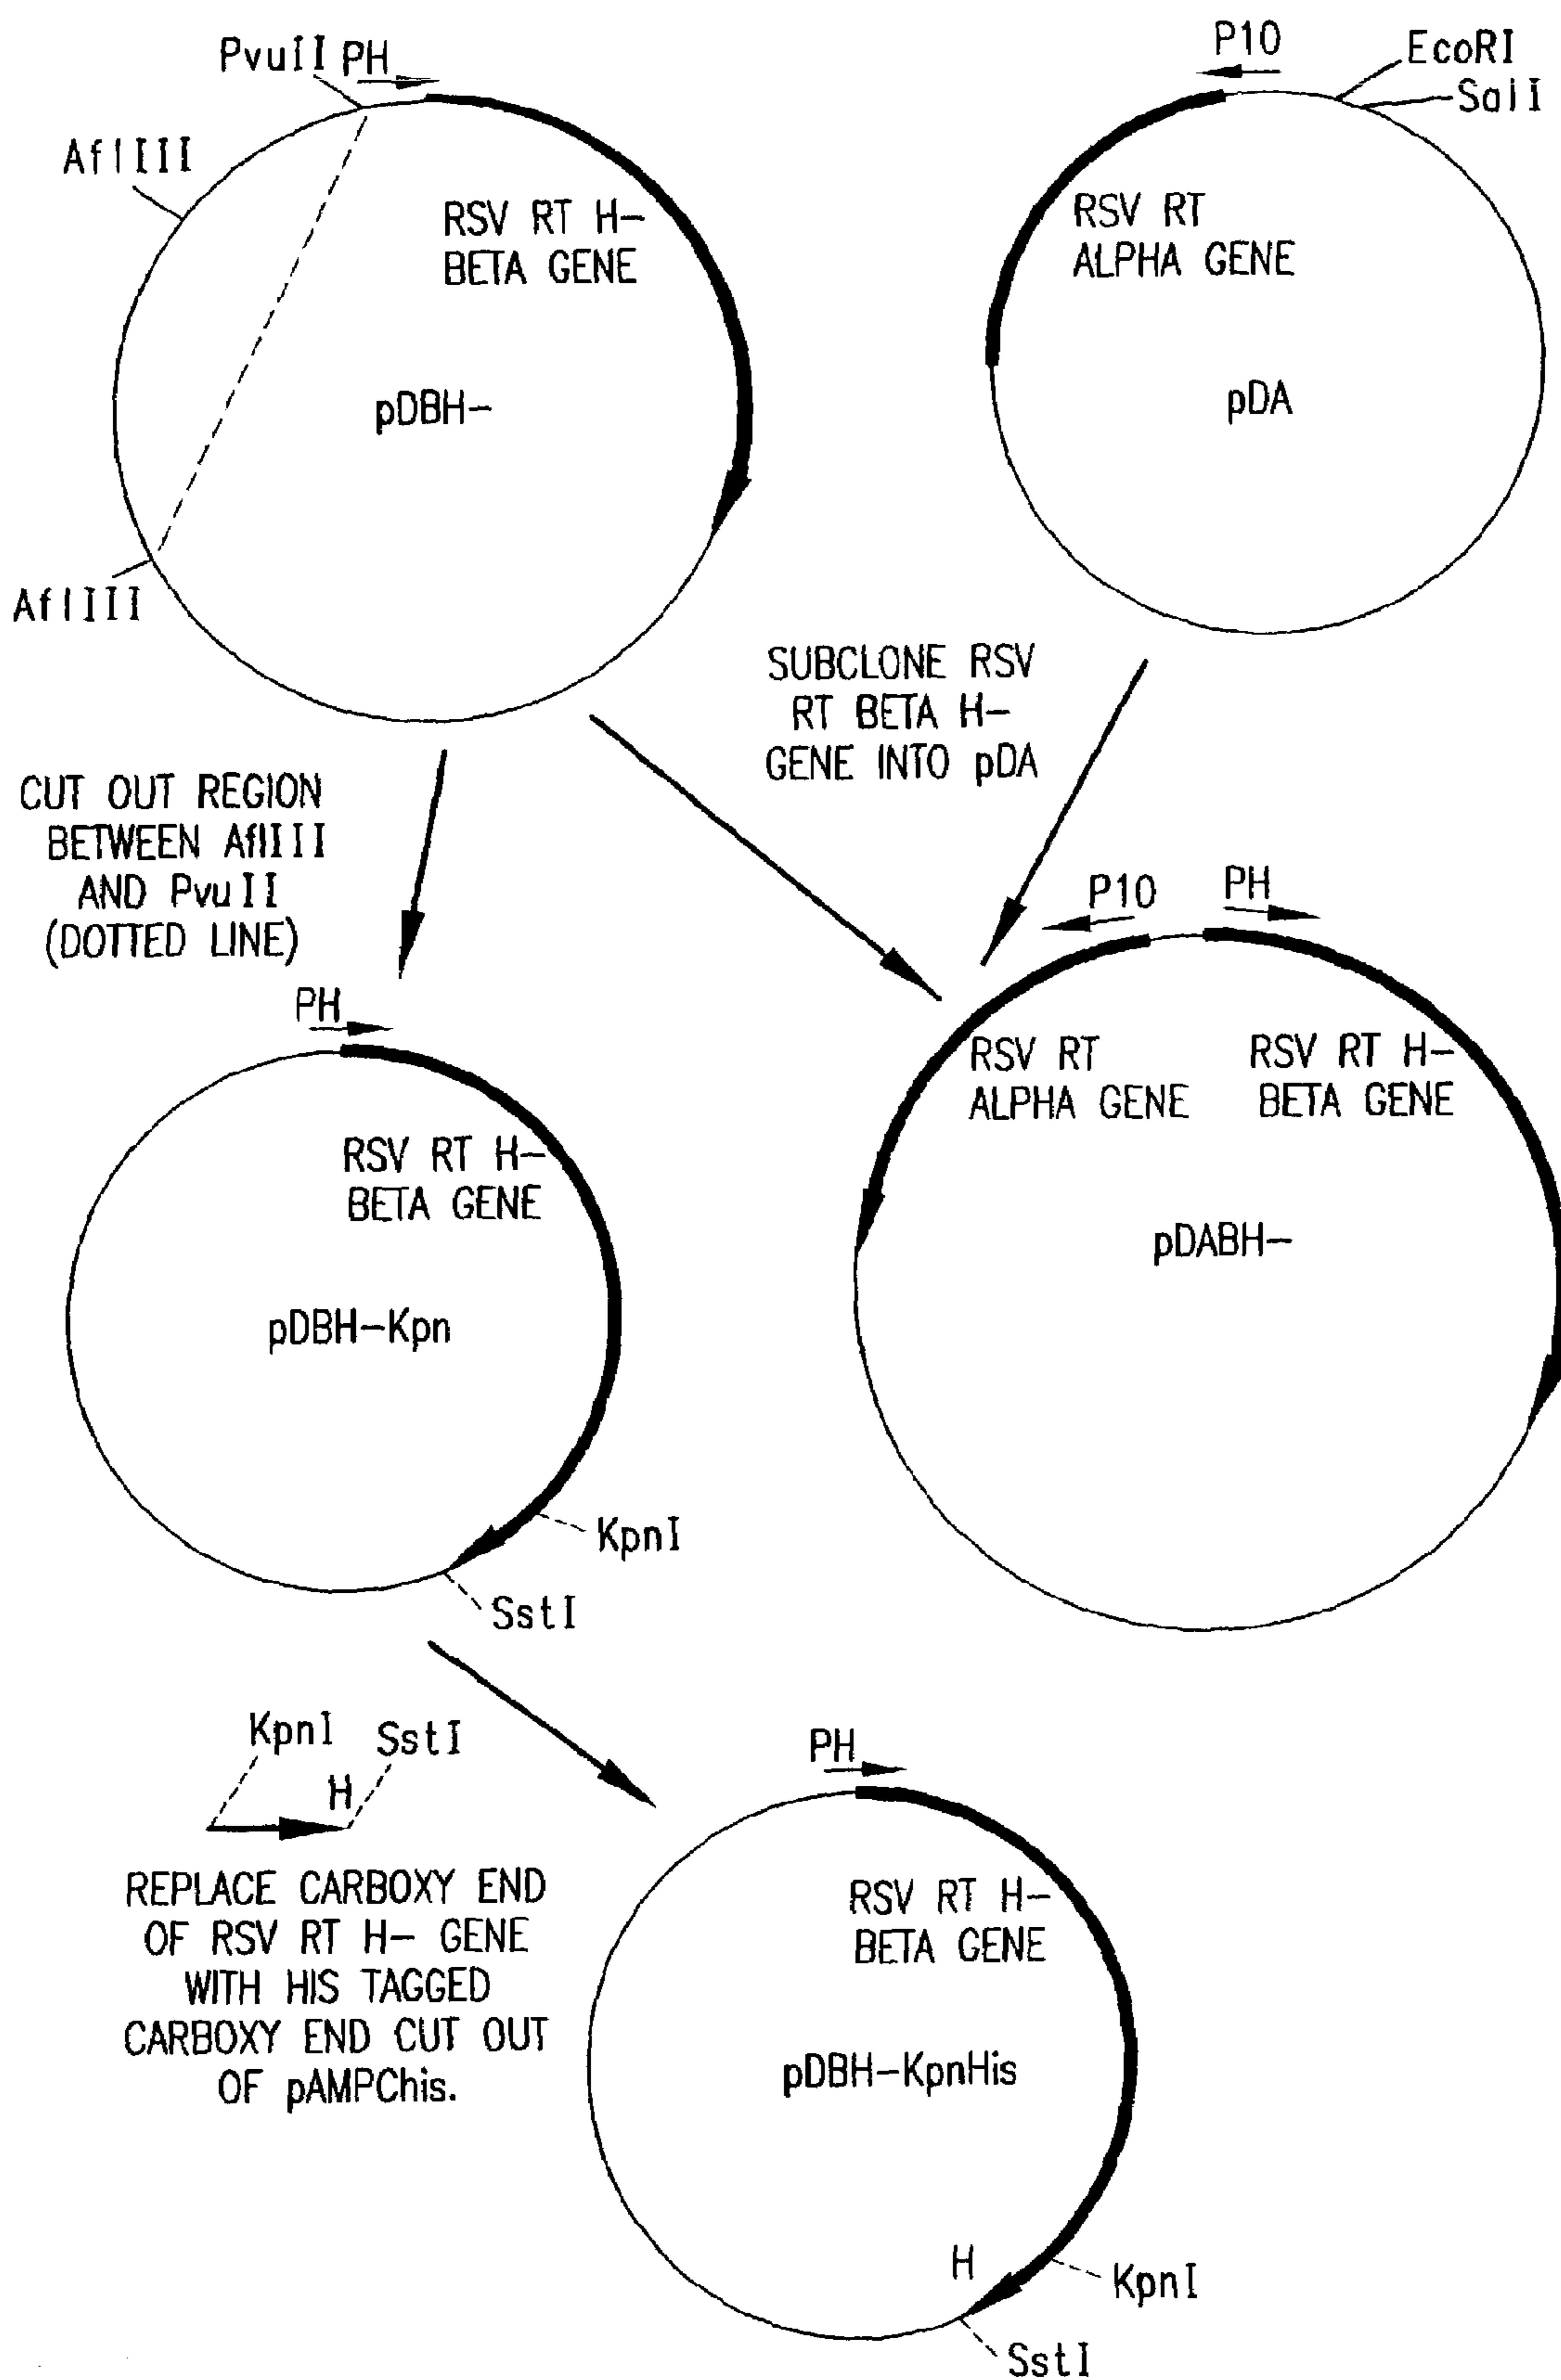 PvuII PH
AflIII
RSV RT H-
BETA GENE
pDBH-
AflIII
P10
EcoRI
SalI
RSV RT
ALPHA GENE
pDA
SUBCLONE RSV
RT BETA H-
GENE INTO pDA
CUT OUT REGION
BETWEEN AflIII
AND PvuII
(DOTTED LINE)
P10 PH
RSV RT
ALPHA GENE
RSV RT H-
BETA GENE
pDABH-
PH
RSV RT H-
BETA GENE
pDBH-Kpn
KpnI
SstI
KpnI SstI
H
REPLACE CARBOXY END
OF RSV RT H- GENE
WITH HIS TAGGED
CARBOXY END CUT OUT
OF pAMPChis.
PH
RSV RT H-
BETA GENE
pDBH-KpnHis
H
KpnI
SstI